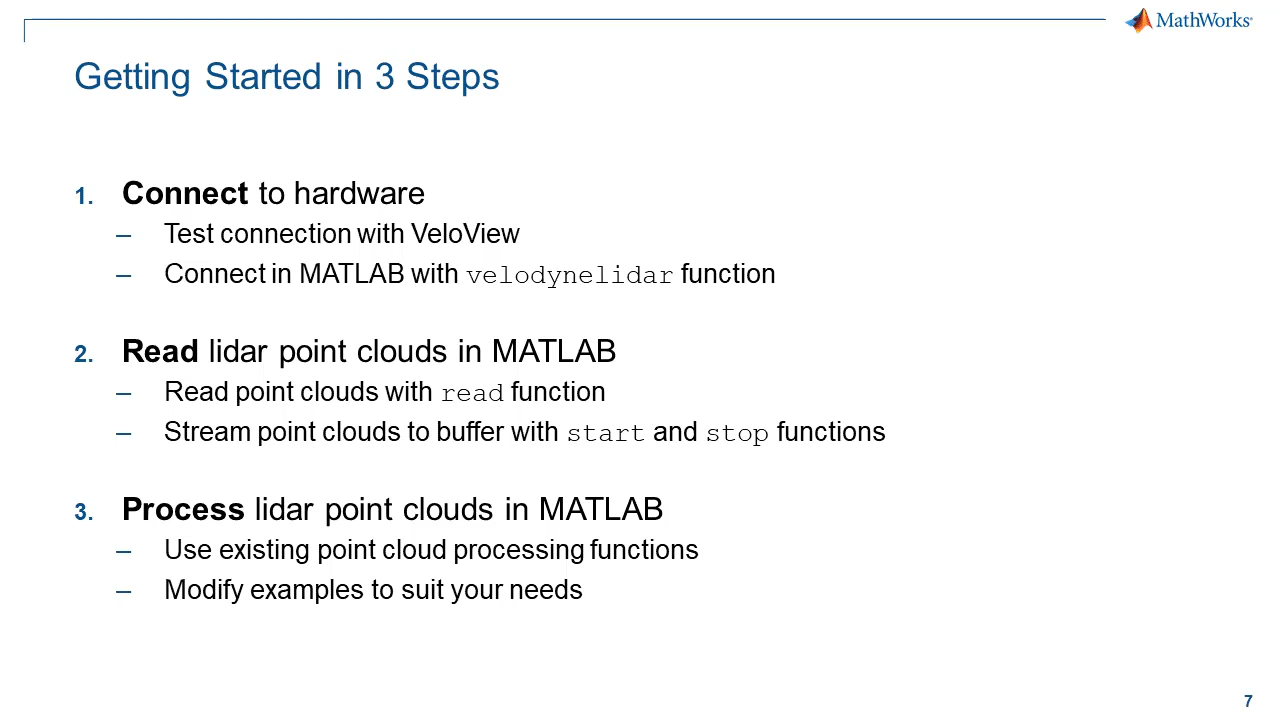 MathWorks
Getting Started in 3 Steps
1. Connect to hardware
– Test connection with VeloView
– Connect in MATLAB with velodynelidar function
2. Read lidar point clouds in MATLAB
– Read point clouds with read function
– Stream point clouds to buffer with start and stop functions
3. Process lidar point clouds in MATLAB
– Use existing point cloud processing functions
– Modify examples to suit your needs
7